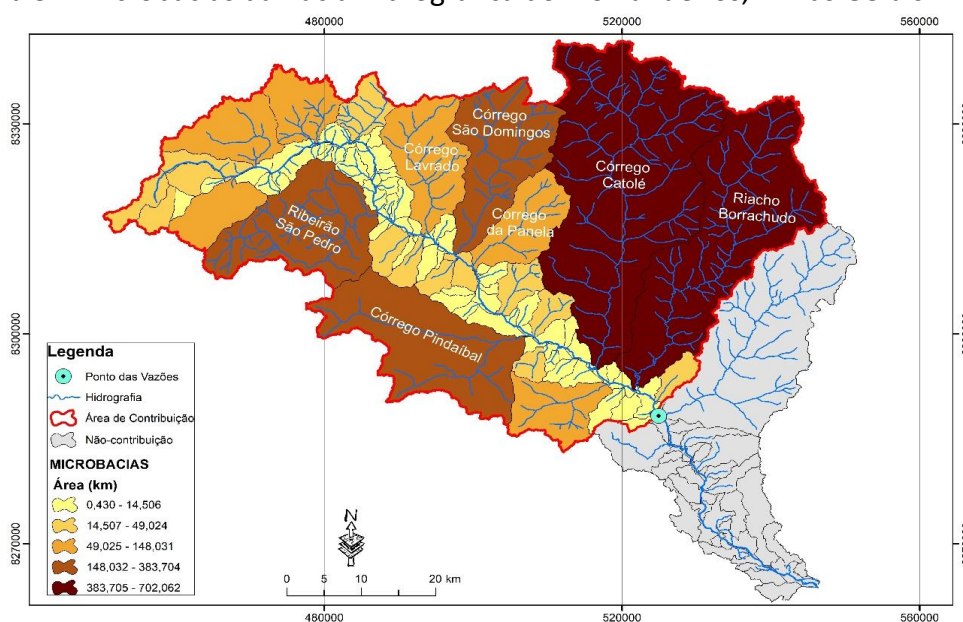 480000
520000
560000
8330000
Córrego
São Domingos
Córrego
Lavrado
Córrego
Catolé
Riacho
Borrachudo
Ribeirão
São Pedro
Córrego
da Panela
8300000
Córrego Pindaíbal
Legenda
Ponto das Vazões
Hidrografia
Área de Contribuição
Não-contribuição
MICROBACIAS
Área (km)
0,430 - 14,506
14,507 - 49,024
49,025 - 148,031
148,032 - 383,704
383,705 - 702,062
N
0 5 10 20 km
8270000
480000
520000
560000